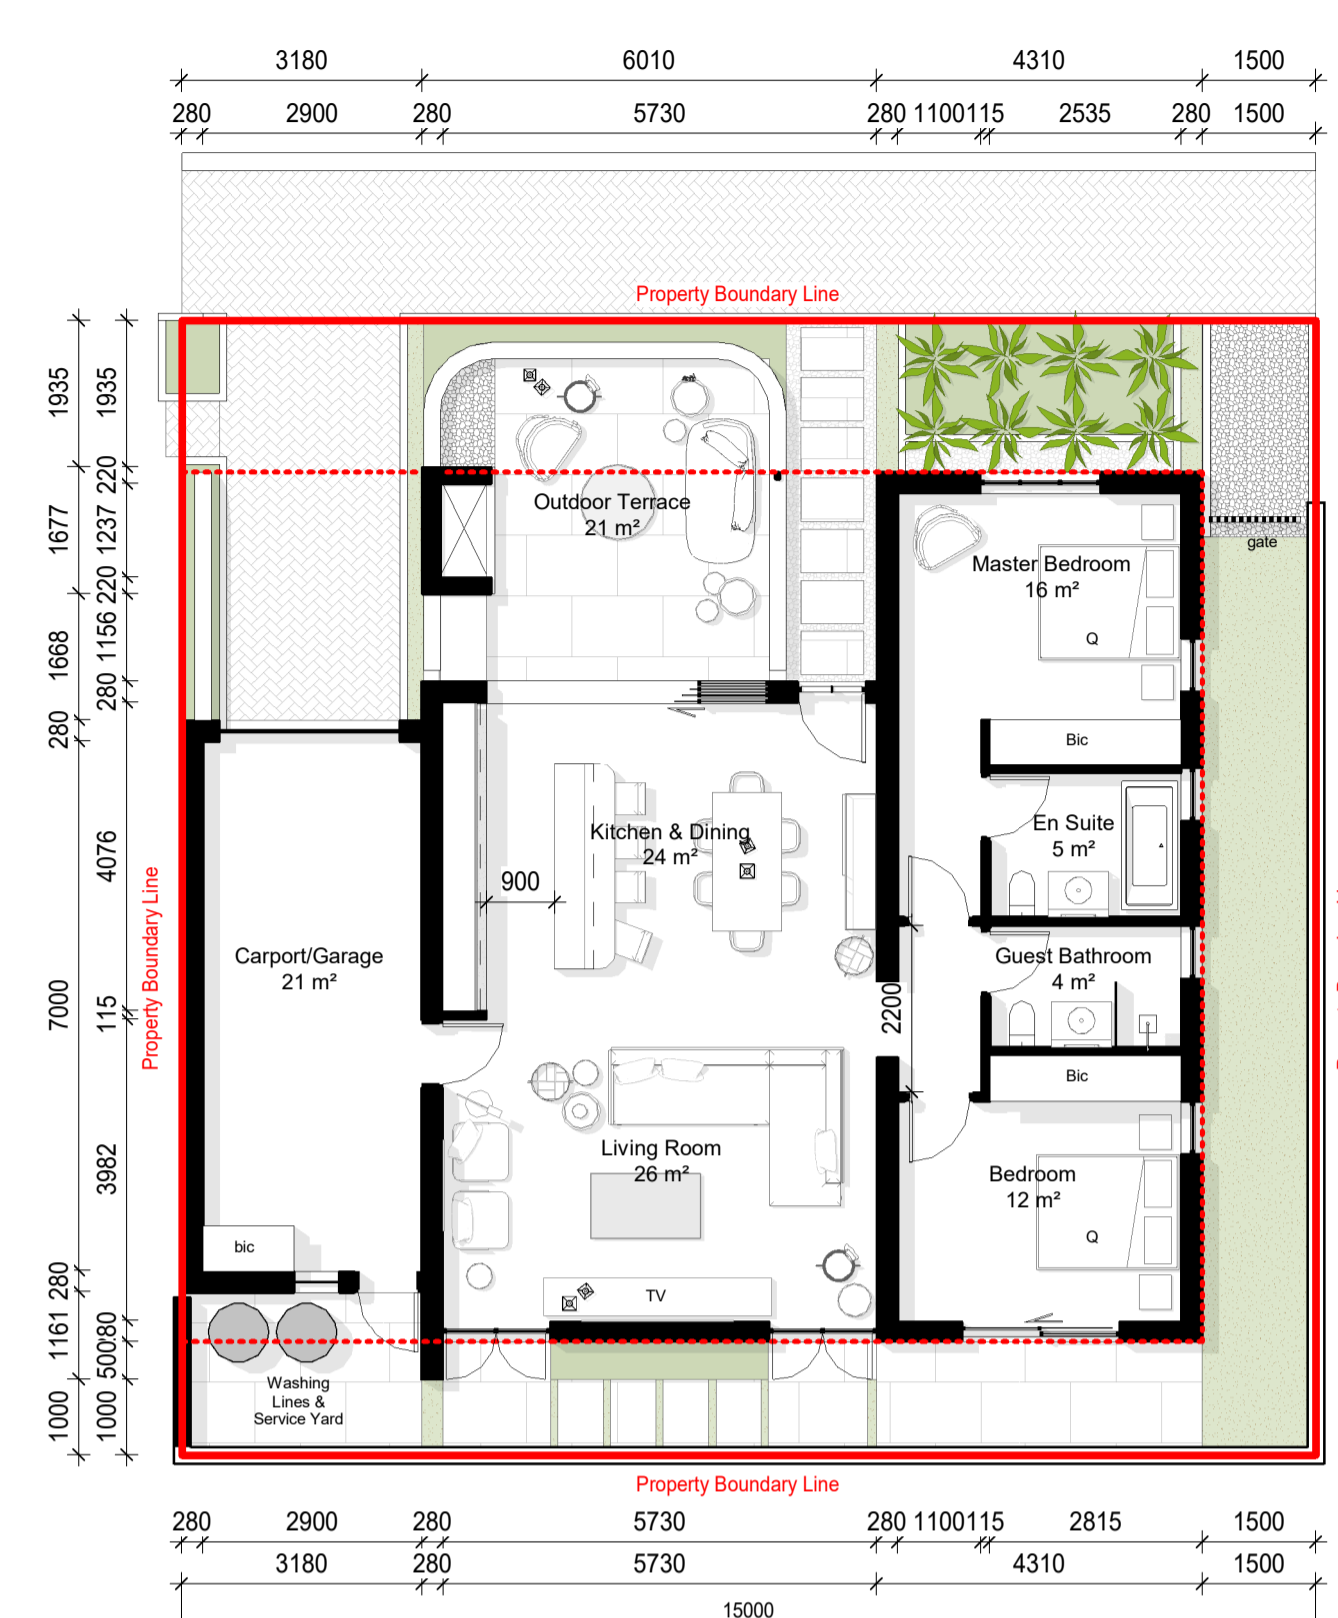 3180 6010 4310 1500
280 2900 280 5730 280 1100 115 2535 280 1500
Property Boundary Line
1935 1935
220
1677 1237
220
1668 1156
280
280
4076
7000
115
3982
280
1161 80
500
1000 1000
Property Boundary Line
Outdoor Terrace
21 m²
Master Bedroom
16 m²
gate
Q
Bic
En Suite
5 m²
Kitchen & Dining
24 m²
900
Carport/Garage
21 m²
Guest Bathroom
4 m²
2200
Bic
Living Room
26 m²
Bedroom
12 m²
Q
bic
TV
Washing
Lines &
Service Yard
Property Boundary Line
280 2900 280 5730 280 1100 115 2815 1500
3180 280 5730 4310 1500
15000